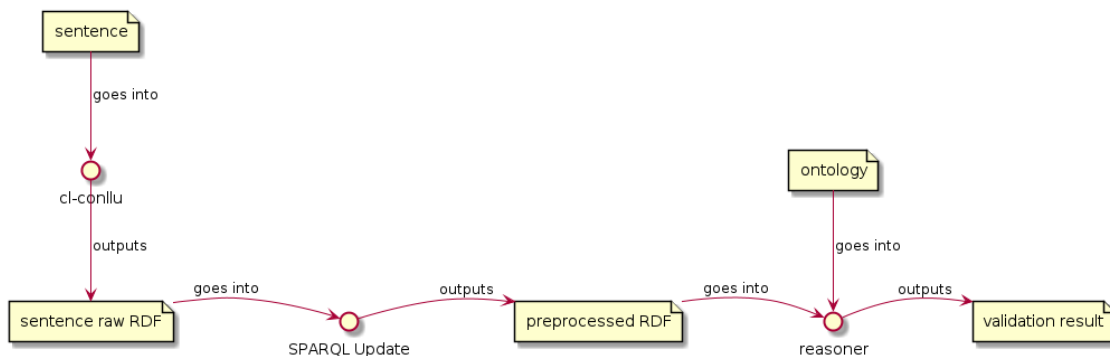 sentence
goes into
cl-conllu
ontology
outputs
goes into
goes into
outputs
goes into
outputs
sentence raw RDF
preprocessed RDF
validation result
SPARQL Update
reasoner